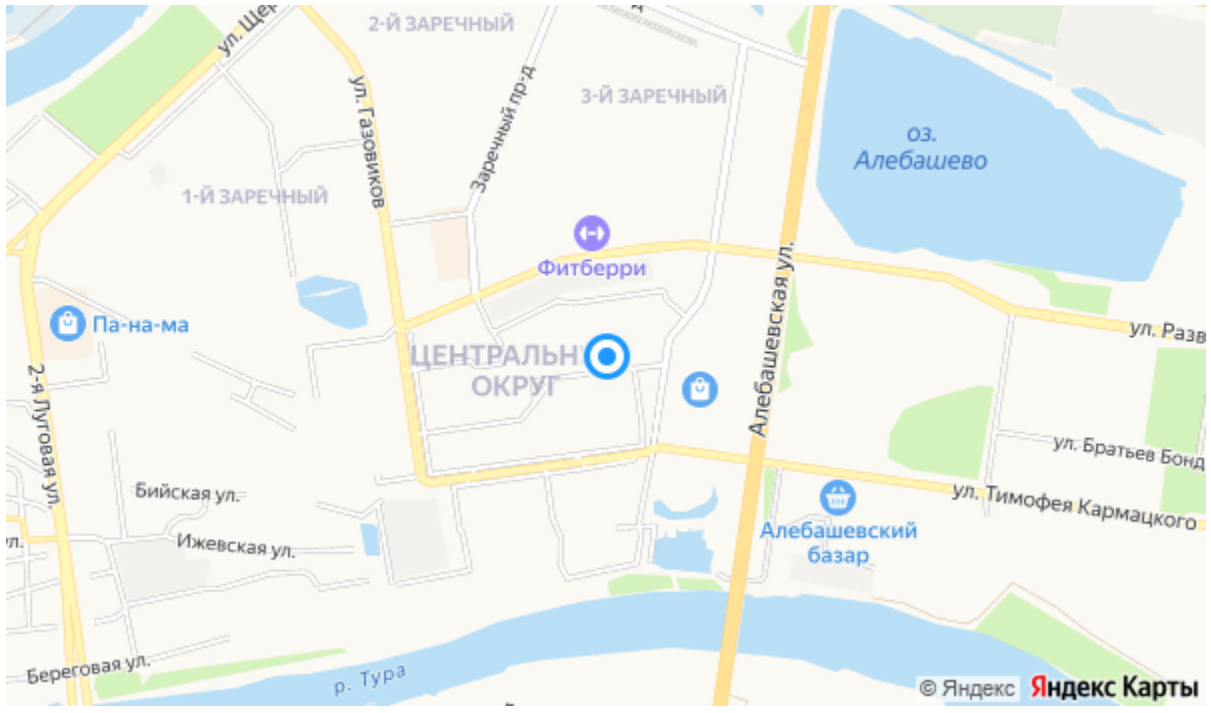 2-Й ЗАРЕЧНЫЙ
ул. Щер
ул. Газовиков
Заречный пр-д
3-Й ЗАРЕЧНЫЙ
оз.
Алебашево
1-Й ЗАРЕЧНЫЙ
Фитберри
Алебашевская ул.
Па-на-ма
ул. Разв
ЦЕНТРАЛЬН
ОКРУГ
2-я Луговая ул.
ул. Братьев Бонд
Бийская ул.
ул. Тимофея Кармацкого
Алебашевский
базар
ул.
Ижевская ул.
Береговая ул.
р. Тура
© Яндекс Яндекс Карты